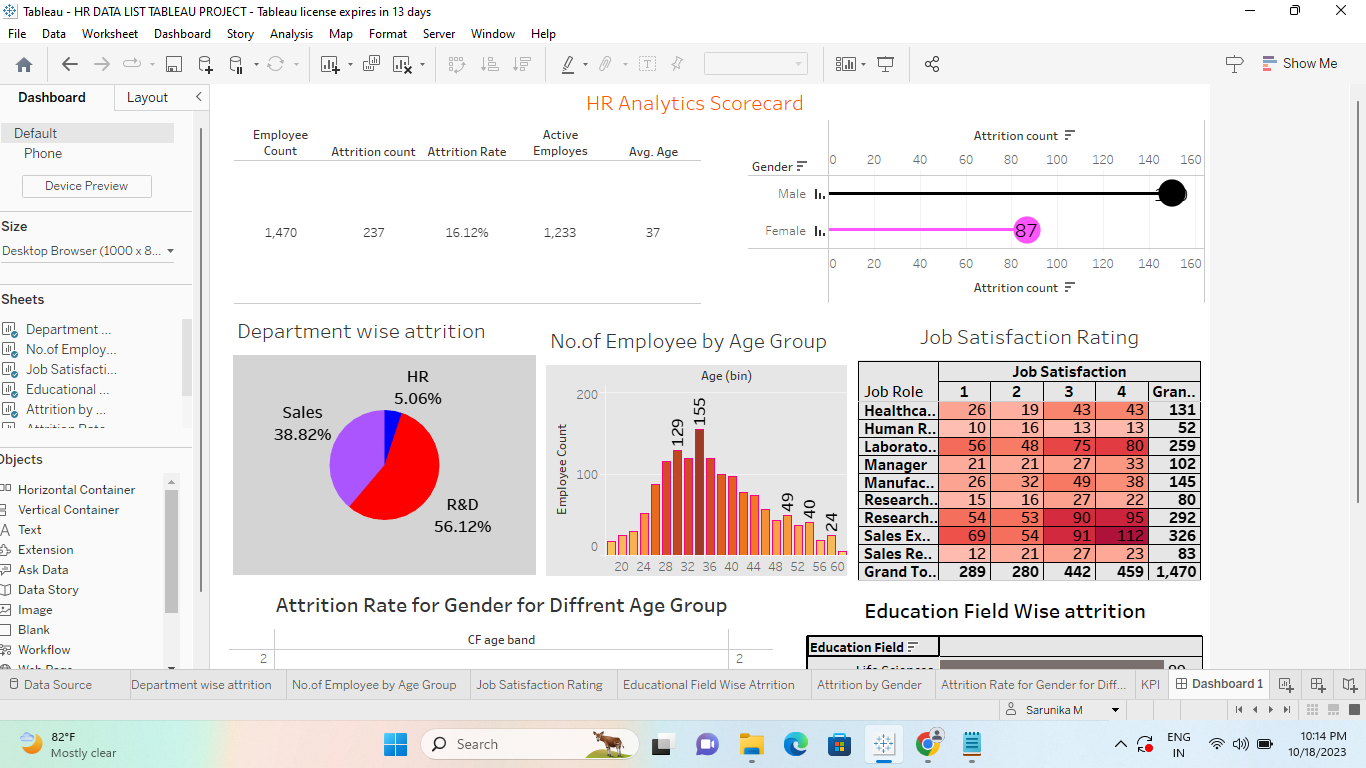 Tableau - HR DATA LIST TABLEAU PROJECT - Tableau license expires in 13 days
File Data Worksheet Dashboard Story Analysis Map Format Server Window Help
Show Me
Dashboard Layout
Default
Phone
Device Preview
Size
Desktop Browser (1000 x 8...
Sheets
Department ...
No.of Employ...
Job Satisfacti...
Educational ...
Attrition by ...
Attrition Rate
Objects
Horizontal Container
Vertical Container
Text
Extension
Ask Data
Data Story
Image
Blank
Workflow
Web Page
HR Analytics Scorecard
Employee Count Attrition count Attrition Rate Active Employes Avg. Age
1,470 237 16.12% 1,233 37
Attrition count
Gender 0 20 40 60 80 100 120 140 160
Male
Female 87
0 20 40 60 80 100 120 140 160
Attrition count
Department wise attrition
HR
5.06%
Sales
38.82%
R&D
56.12%
No.of Employee by Age Group
Age (bin)
Employee Count
200
100
0
129 155 49 40 24
20 24 28 32 36 40 44 48 52 56 60
Job Satisfaction Rating
Job Satisfaction
Job Role 1 2 3 4 Gran..
Healthca.. 26 19 43 43 131
Human R.. 10 16 13 13 52
Laborato.. 56 48 75 80 259
Manager 21 21 27 33 102
Manufac.. 26 32 49 38 145
Research.. 15 16 27 22 80
Research.. 54 53 90 95 292
Sales Ex.. 69 54 91 112 326
Sales Re.. 12 21 27 23 83
Grand To.. 289 280 442 459 1,470
Attrition Rate for Gender for Diffrent Age Group
CF age band
2 2
Education Field Wise attrition
Education Field
Life Sciences 89
Data Source Department wise attrition No.of Employee by Age Group Job Satisfaction Rating Educational Field Wise Atrrition Attrition by Gender Attrition Rate for Gender for Diff... KPI Dashboard 1
Sarunika M
82°F
Mostly clear
Search
ENG
IN
10:14 PM
10/18/2023